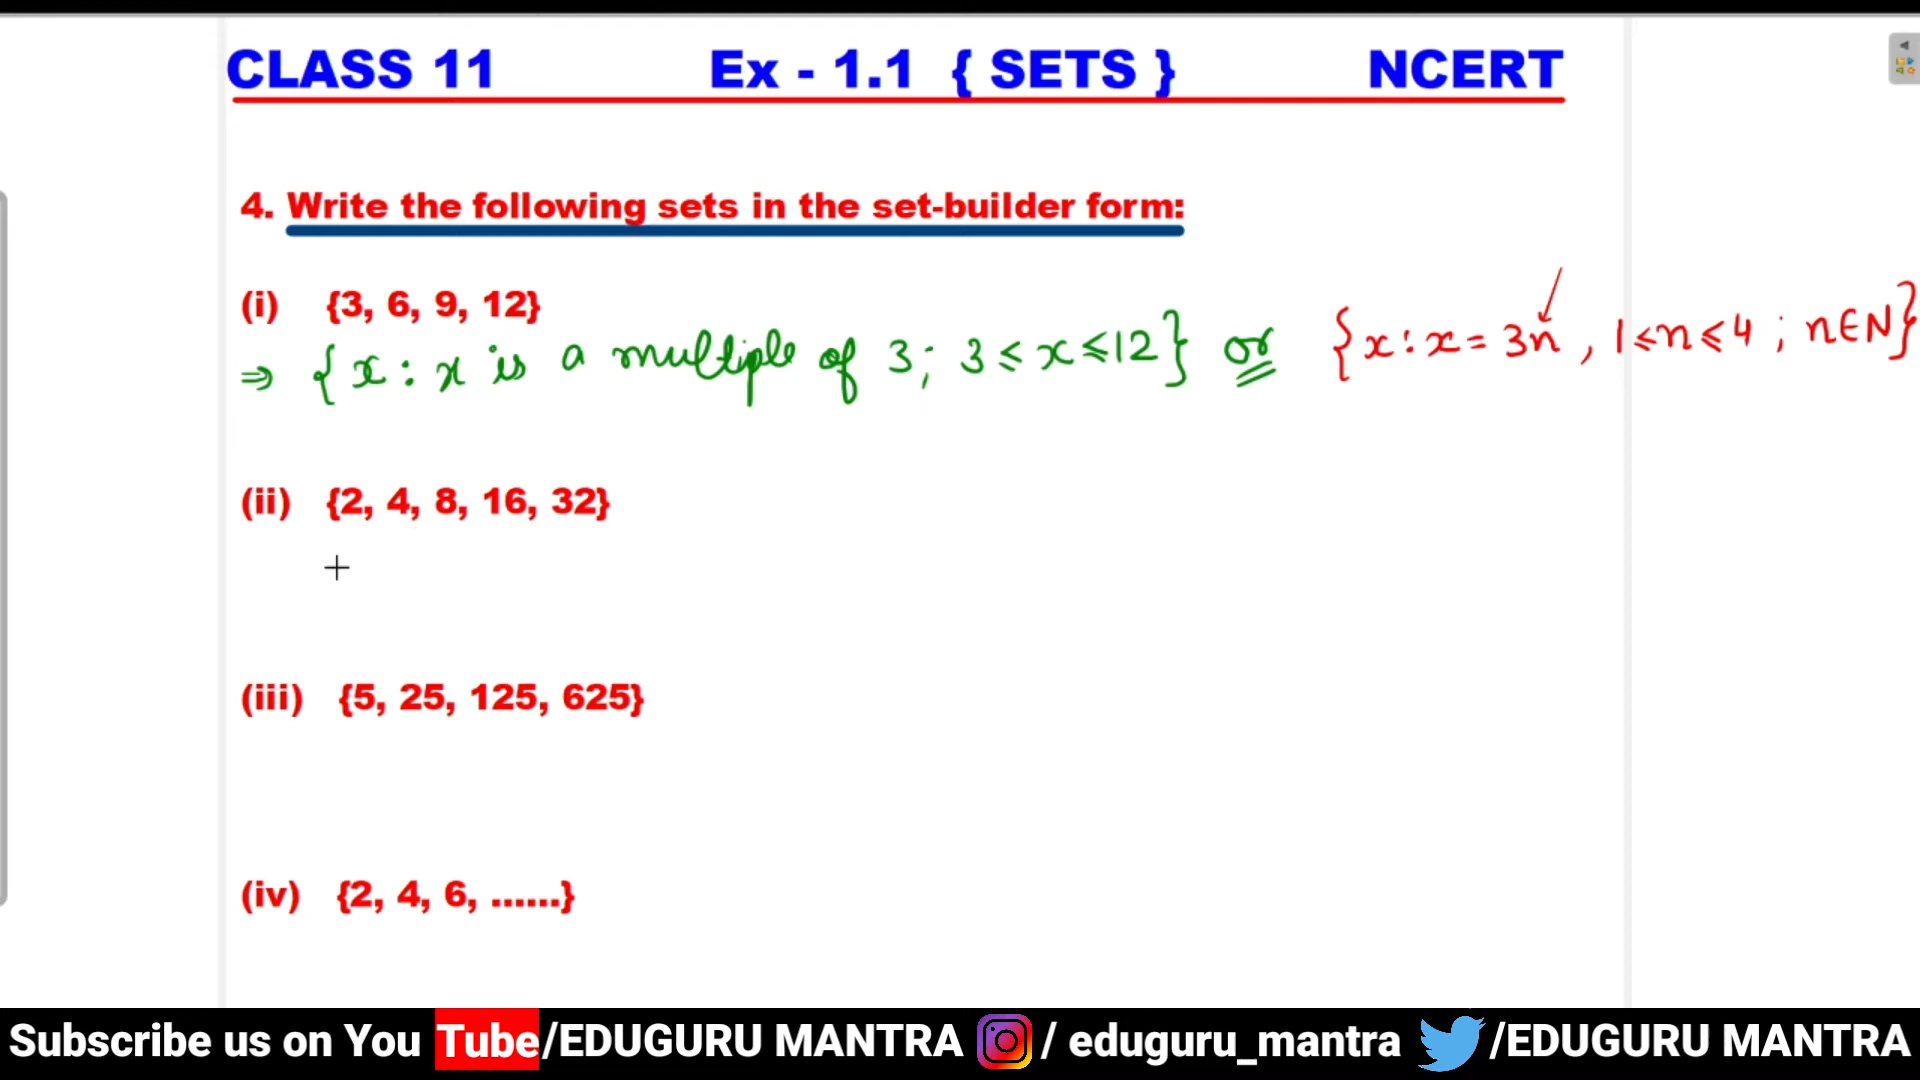 CLASS 11 Ex - 1.1 { SETS } NCERT
4. Write the following sets in the set-builder form:
(i) {3, 6, 9, 12}
⇒ {x : x is a multiple of 3 ; 3 ≤ x ≤ 12} or {x : x = 3n , 1 ≤ n ≤ 4 ; n ∈ N}
(ii) {2, 4, 8, 16, 32}
(iii) {5, 25, 125, 625}
(iv) {2, 4, 6, ......}
Subscribe us on You Tube/EDUGURU MANTRA / eduguru_mantra /EDUGURU MANTRA